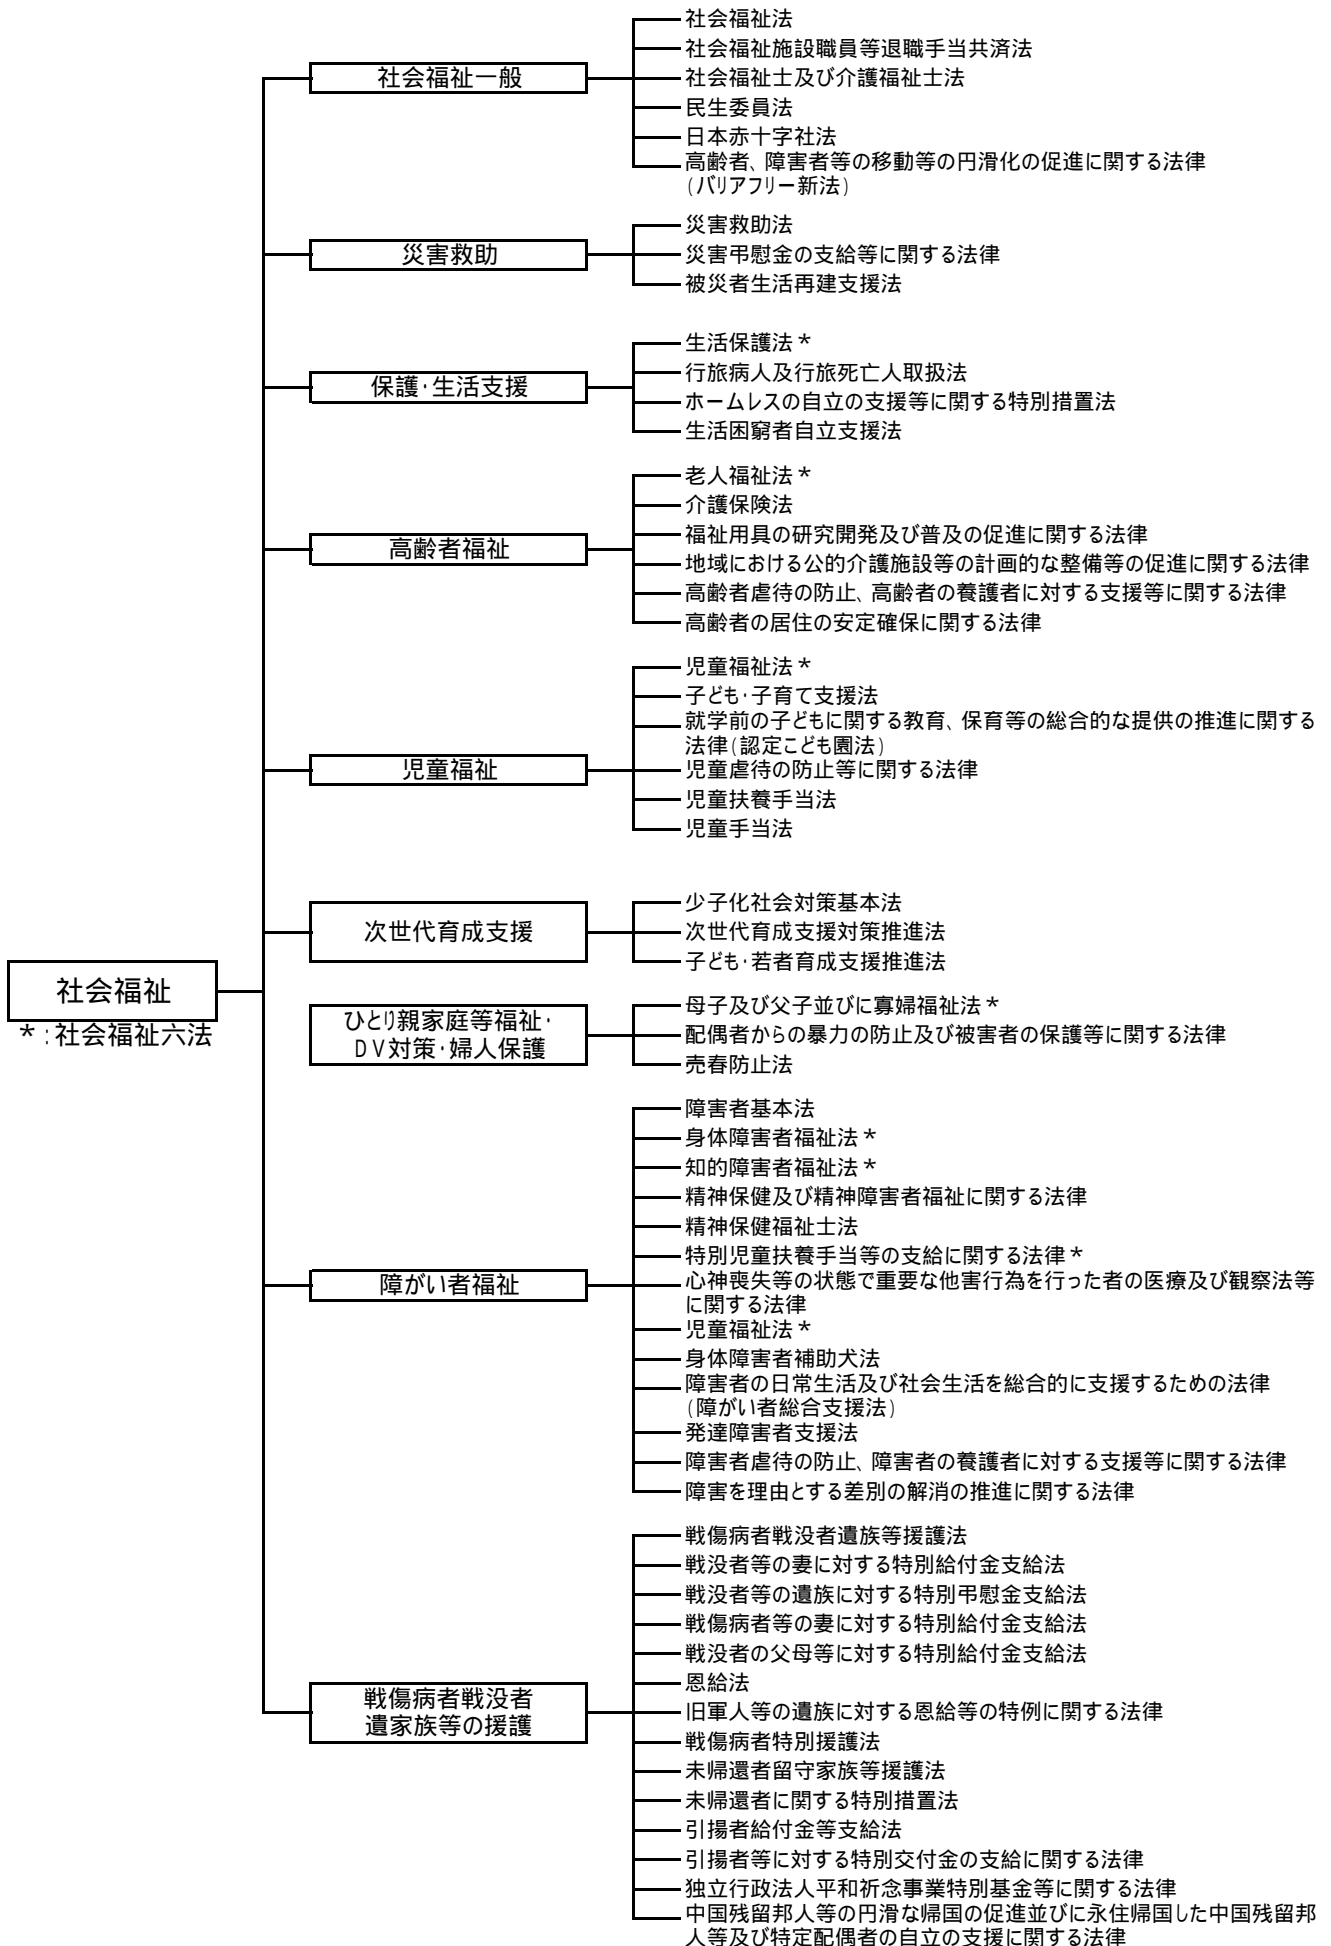 社会福祉
*：社会福祉六法
社会福祉一般
社会福祉法
社会福祉施設職員等退職手当共済法
社会福祉士及び介護福祉士法
民生委員法
日本赤十字社法
高齢者、障害者等の移動等の円滑化の促進に関する法律
(バリアフリー新法)
災害救助
災害救助法
災害弔慰金の支給等に関する法律
被災者生活再建支援法
保護・生活支援
生活保護法*
行旅病人及行旅死亡人取扱法
ホームレスの自立の支援等に関する特別措置法
生活困窮者自立支援法
高齢者福祉
老人福祉法*
介護保険法
福祉用具の研究開発及び普及の促進に関する法律
地域における公的介護施設等の計画的な整備等の促進に関する法律
高齢者虐待の防止、高齢者の養護者に対する支援等に関する法律
高齢者の居住の安定確保に関する法律
児童福祉
児童福祉法*
子ども・子育て支援法
就学前の子どもに関する教育、保育等の総合的な提供の推進に関する
法律(認定こども園法)
児童虐待の防止等に関する法律
児童扶養手当法
児童手当法
次世代育成支援
少子化社会対策基本法
次世代育成支援対策推進法
子ども・若者育成支援推進法
ひとり親家庭等福祉・
DV対策・婦人保護
母子及び父子並びに寡婦福祉法*
配偶者からの暴力の防止及び被害者の保護等に関する法律
売春防止法
障がい者福祉
障害者基本法
身体障害者福祉法*
知的障害者福祉法*
精神保健及び精神障害者福祉に関する法律
精神保健福祉士法
特別児童扶養手当等の支給に関する法律*
心神喪失等の状態で重要な他害行為を行った者の医療及び観察法等
に関する法律
児童福祉法*
身体障害者補助犬法
障害者の日常生活及び社会生活を総合的に支援するための法律
(障がい者総合支援法)
発達障害者支援法
障害者虐待の防止、障害者の養護者に対する支援等に関する法律
障害を理由とする差別の解消の推進に関する法律
戦傷病者戦没者
遺家族等の援護
戦傷病者戦没者遺族等援護法
戦没者等の妻に対する特別給付金支給法
戦没者等の遺族に対する特別弔慰金支給法
戦傷病者等の妻に対する特別給付金支給法
戦没者の父母等に対する特別給付金支給法
恩給法
旧軍人等の遺族に対する恩給等の特例に関する法律
戦傷病者特別援護法
未帰還者留守家族等援護法
未帰還者に関する特別措置法
引揚者給付金等支給法
引揚者等に対する特別交付金の支給に関する法律
独立行政法人平和祈念事業特別基金等に関する法律
中国残留邦人等の円滑な帰国の促進並びに永住帰国した中国残留邦
人等及び特定配偶者の自立の支援に関する法律